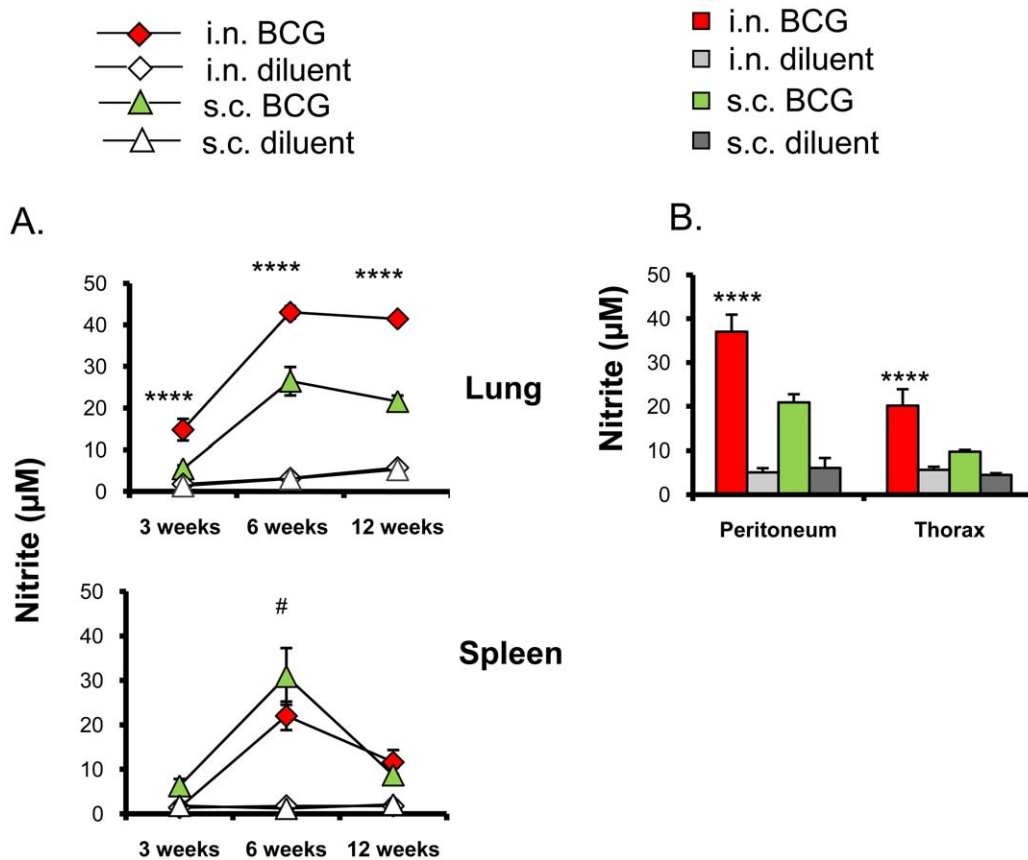 i.n. BCG
i.n. diluent
s.c. BCG
s.c. diluent
i.n. BCG
i.n. diluent
s.c. BCG
s.c. diluent
A.
Nitrite (µM)
50
40
30
20
10
0
****
****
****
3 weeks 6 weeks 12 weeks
Lung
50
40
30
20
10
0
#
3 weeks 6 weeks 12 weeks
Spleen
B.
Nitrite (µM)
50
40
30
20
10
0
****
****
Peritoneum Thorax